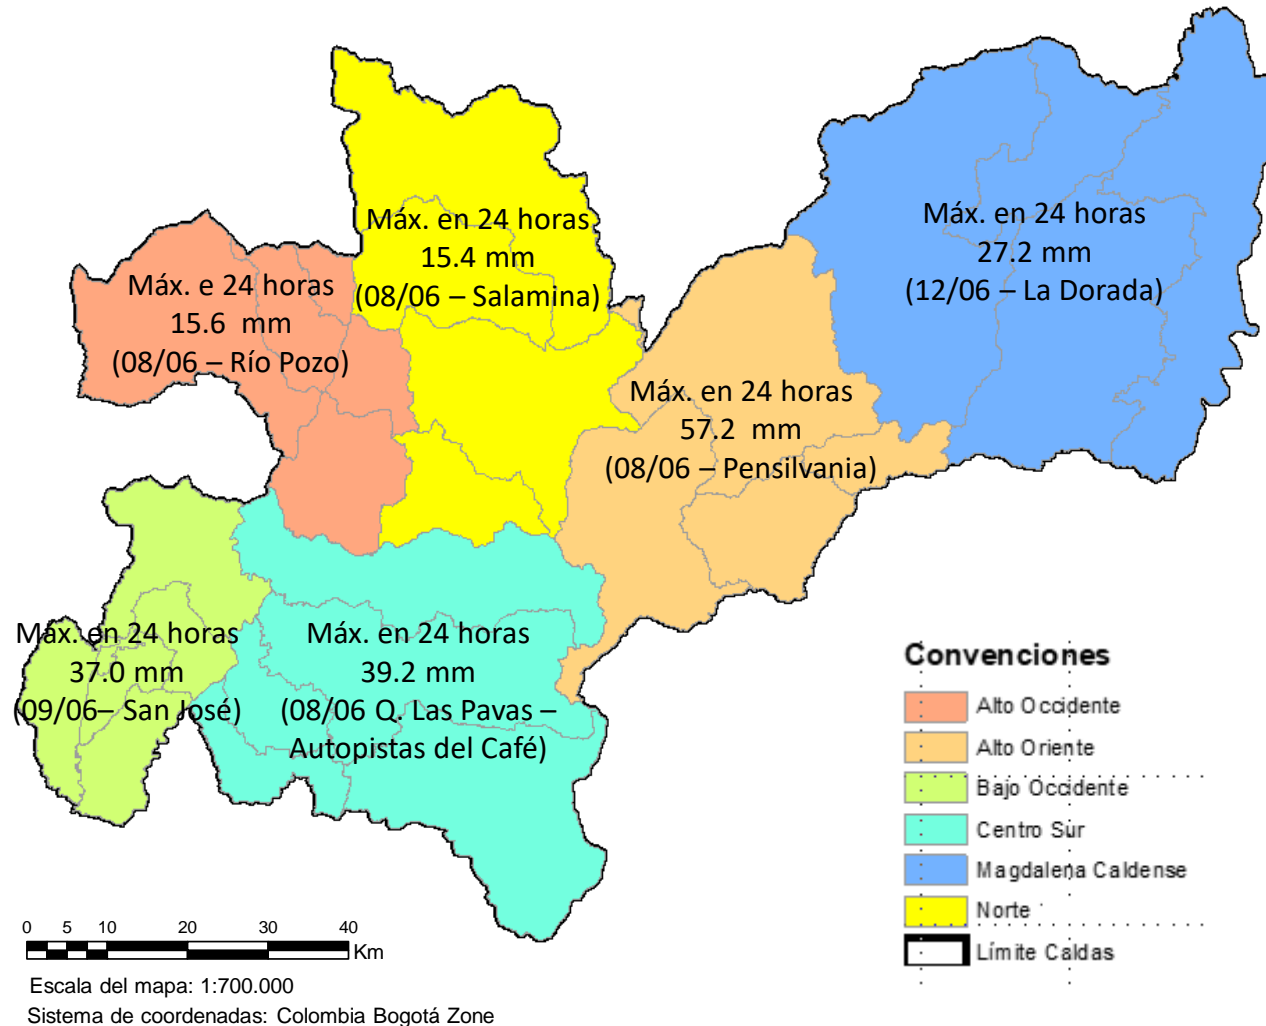 Máx. en 24 horas
15.4 mm
(08/06 – Salamina)
Máx. en 24 horas
27.2 mm
(12/06 – La Dorada)
Máx. e 24 horas
15.6 mm
(08/06 – Río Pozo)
Máx. en 24 horas
57.2 mm
(08/06 – Pensilvania)
Máx. en 24 horas
37.0 mm
(09/06– San José)
Máx. en 24 horas
39.2 mm
(08/06 Q. Las Pavas –
Autopistas del Café)
Convenciones
Alto Occidente
Alto Oriente
Bajo Occidente
Centro Sur
Magdalena Caldense
Norte
Límite Caldas
0 5 10 20 30 40
Km
Escala del mapa: 1:700.000
Sistema de coordenadas: Colombia Bogotá Zone